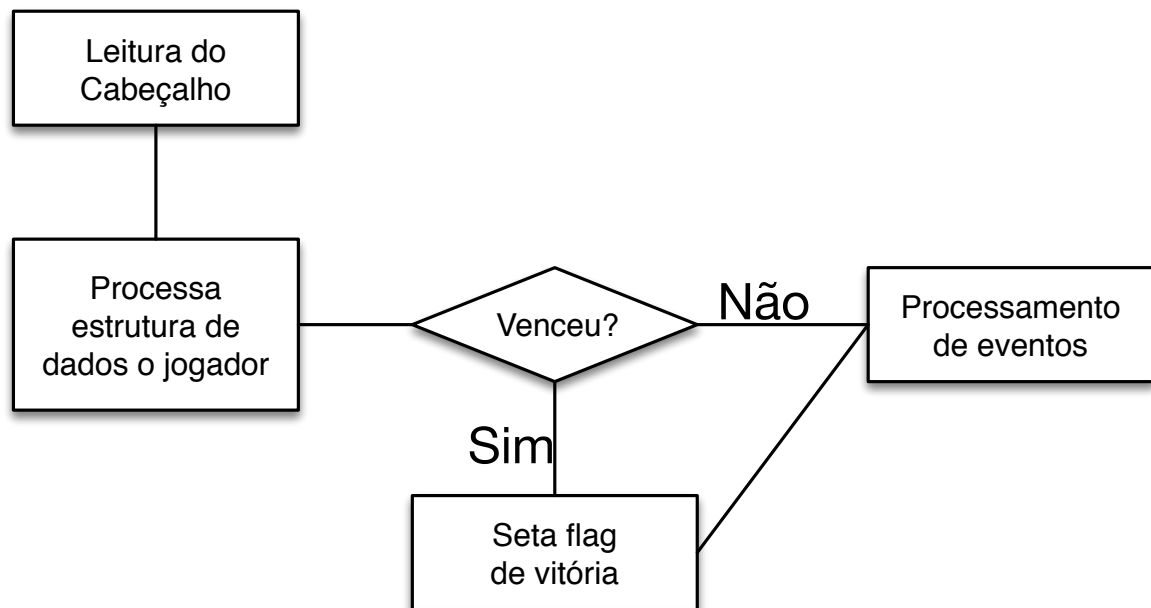 Leitura do
Cabeçalho
Processa
estrutura de
dados o jogador
Venceu?
Não
Processamento
de eventos
Sim
Seta flag
de vitória